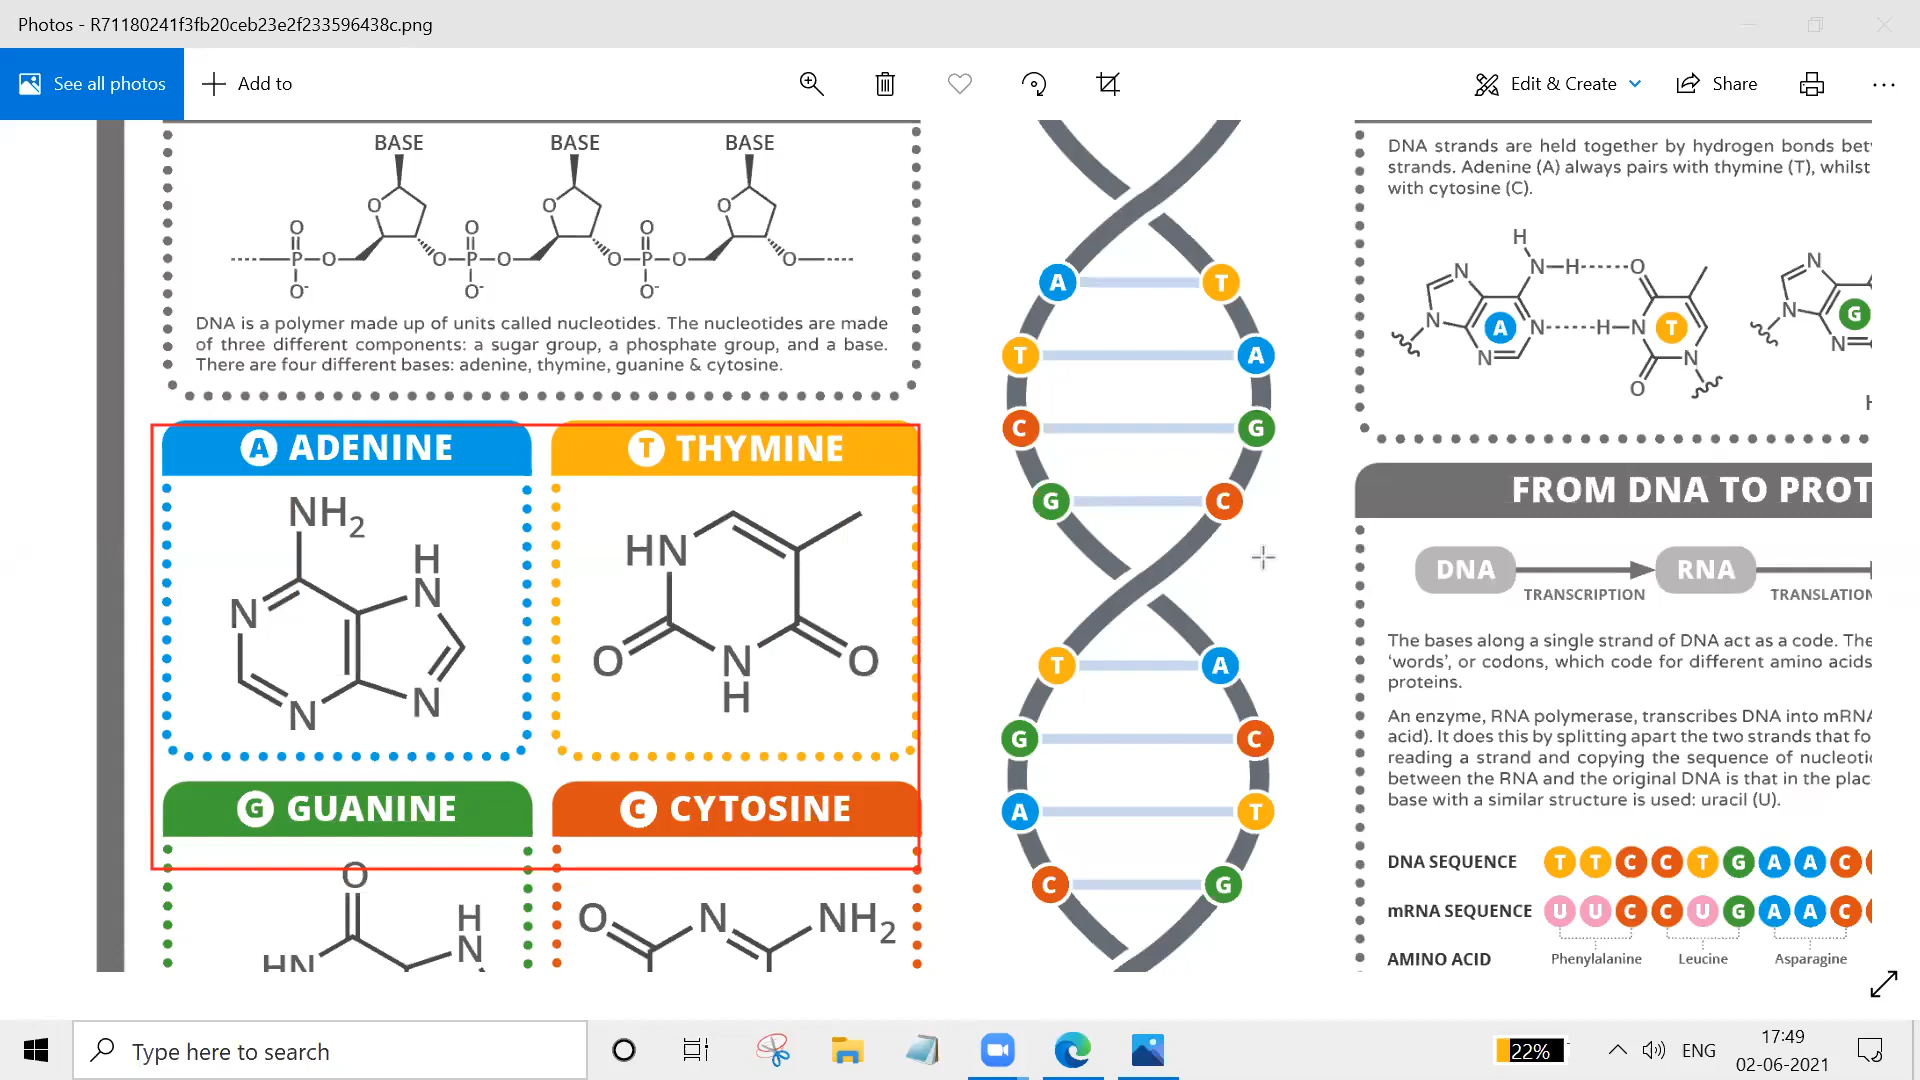 Photos - R71180241f3fb20ceb23e2f233596438c.png
See all photos
Add to
Edit & Create
Share
BASE BASE BASE
O O O
O O O
P O O P O O P O O
O- O- O-
DNA is a polymer made up of units called nucleotides. The nucleotides are made
of three different components: a sugar group, a phosphate group, and a base.
There are four different bases: adenine, thymine, guanine & cytosine.
A ADENINE
NH2
H
N
N
N
N
T THYMINE
HN
O
N
H
O
G GUANINE
O
H
N
HN
C CYTOSINE
O
N
NH2
A T
T A
C G
G C
T A
G C
A T
C G
DNA strands are held together by hydrogen bonds bet
strands. Adenine (A) always pairs with thymine (T), whilst
with cytosine (C).
H
N N H O N
N A N H N T N G
N O N N
H
FROM DNA TO PROT
DNA RNA
TRANSCRIPTION TRANSLATION
The bases along a single strand of DNA act as a code. The
‘words’, or codons, which code for different amino acids
proteins.
An enzyme, RNA polymerase, transcribes DNA into mRNA
acid). It does this by splitting apart the two strands that fo
reading a strand and copying the sequence of nucleotic
between the RNA and the original DNA is that in the plac
base with a similar structure is used: uracil (U).
DNA SEQUENCE T T C C T G A A C
mRNA SEQUENCE U U C C U G A A C
AMINO ACID Phenylalanine Leucine Asparagine
Type here to search
22%
ENG
17:49
02-06-2021